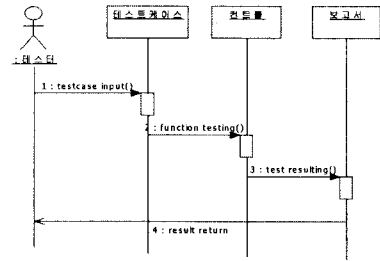 테스트케이스
컨트롤
보고서
:테스터
1 : testcase input()
2 : function testing()
3 : test resulting()
4 : result return